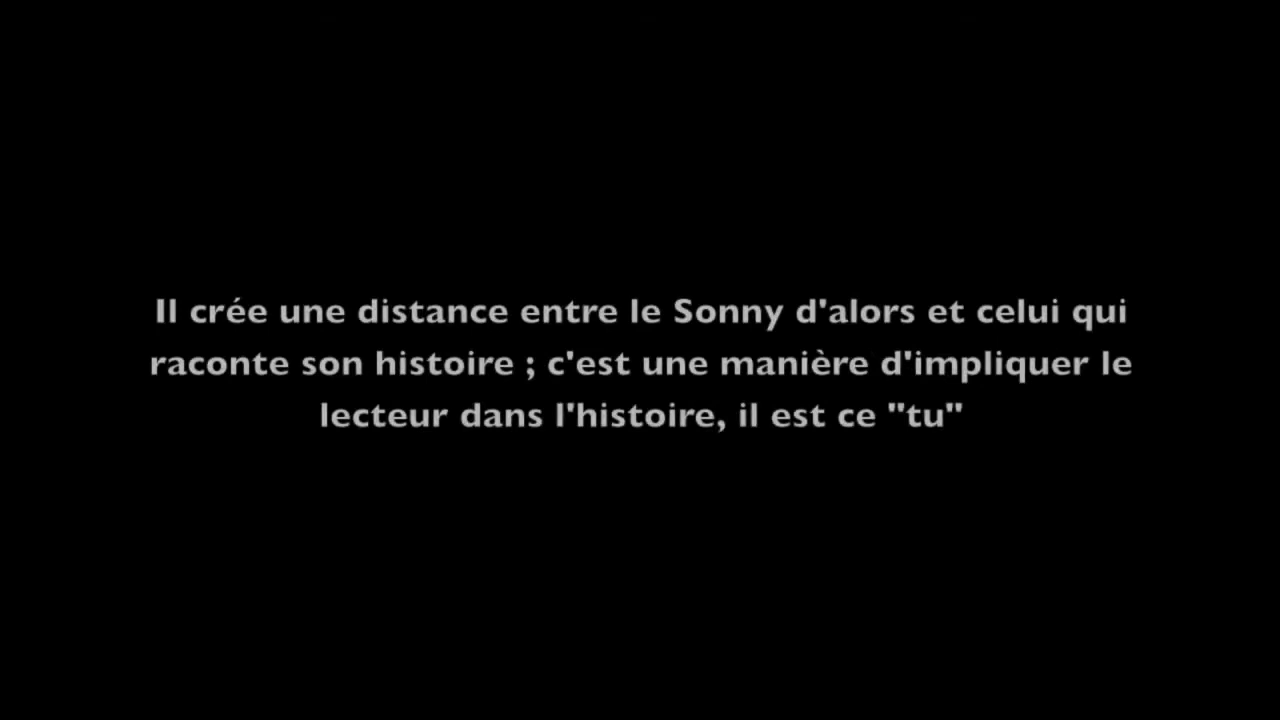 Il crée une distance entre le Sonny d'alors et celui qui
raconte son histoire ; c'est une manière d'impliquer le
lecteur dans l'histoire, il est ce "tu"